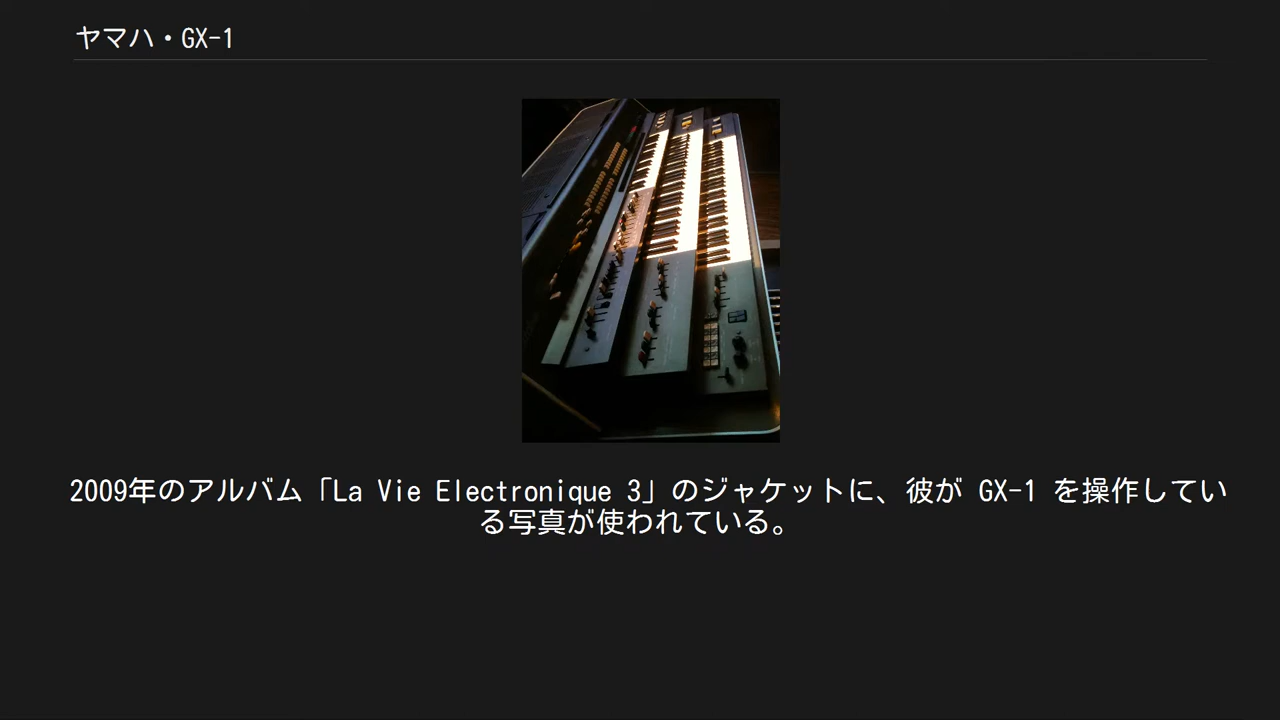 ヤマハ・GX-1
2009年のアルバム「La Vie Electronique 3」のジャケットに、彼が GX-1 を操作してい
る写真が使われている。